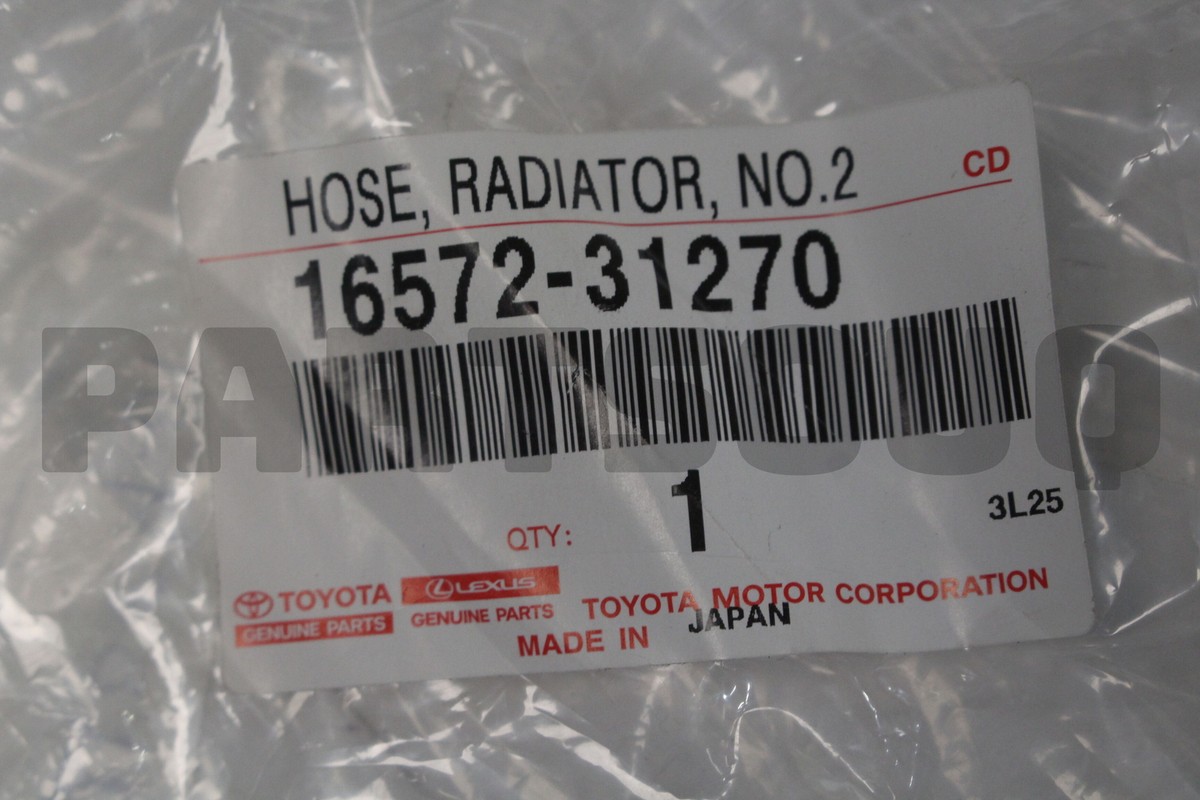 HOSE, RADIATOR, NO.2 CD
16572-31270
PARTSOUQ
QTY: 1
3L25
TOYOTA
GENUINE PARTS
LEXUS
GENUINE PARTS
TOYOTA MOTOR CORPORATION
MADE IN JAPAN